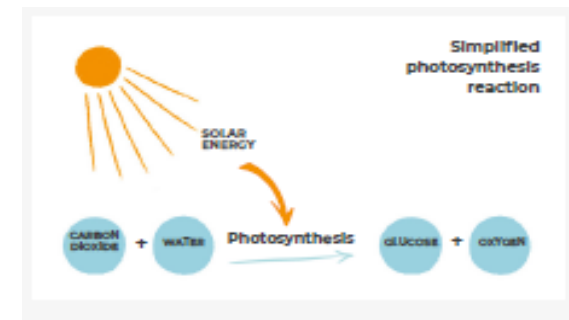 Simplified
photosynthesis
reaction
SOLAR
ENERGY
CARBON
DIOXIDE
+
WATER
Photosynthesis
GLUCOSE
+
OXYGEN